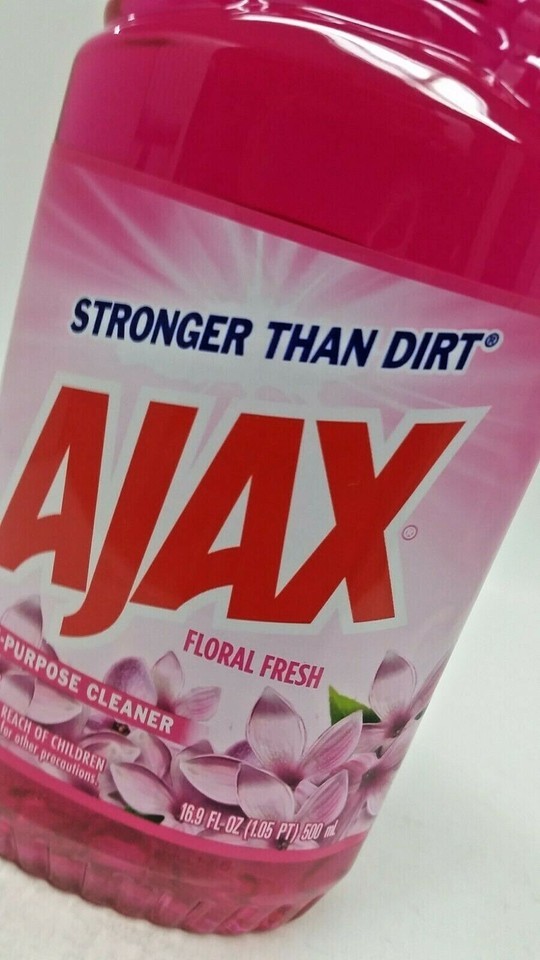 STRONGER THAN DIRT®
AJAX
FLORAL FRESH
-PURPOSE CLEANER
REACH OF CHILDREN
for other precautions.
16.9 FL-OZ (1.05 PT) 500 mL